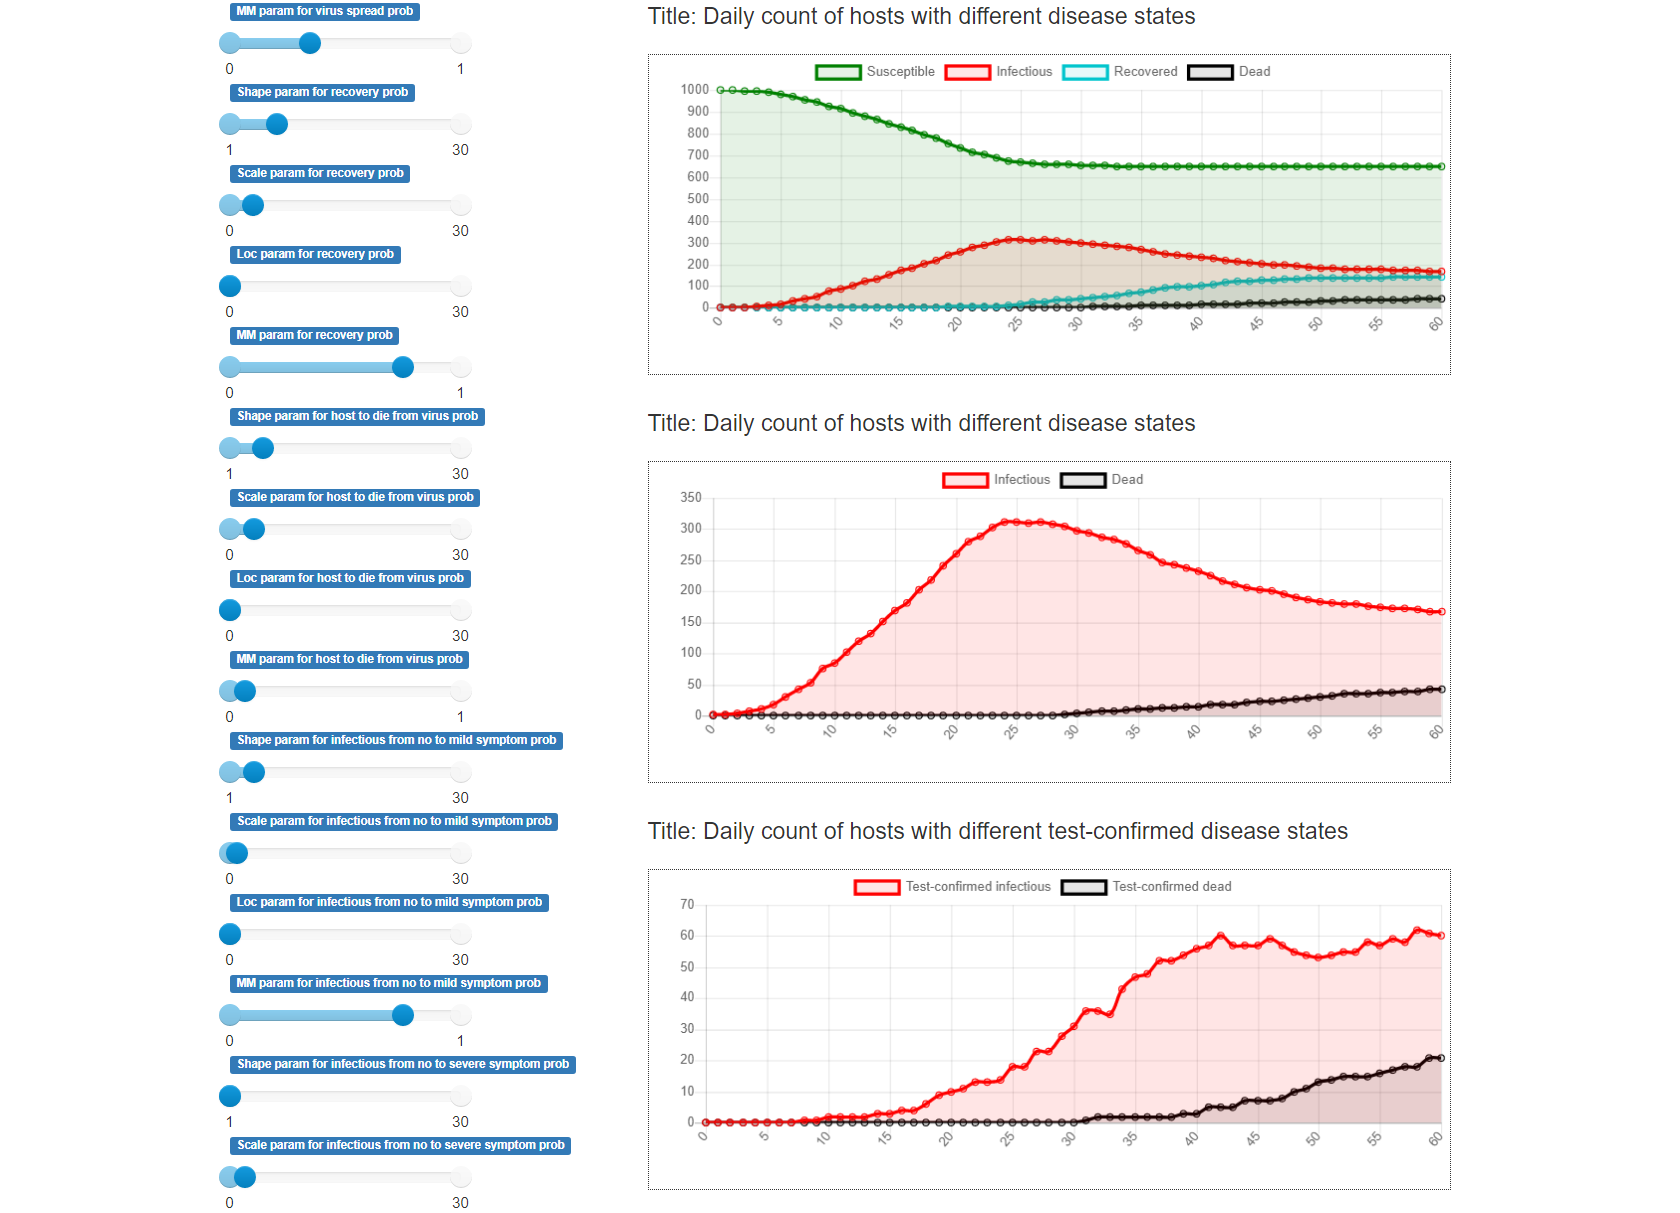 MM param for virus spread prob
0 1
Shape param for recovery prob
1 30
Scale param for recovery prob
0 30
Loc param for recovery prob
0 30
MM param for recovery prob
0 1
Shape param for host to die from virus prob
1 30
Scale param for host to die from virus prob
0 30
Loc param for host to die from virus prob
0 30
MM param for host to die from virus prob
0 1
Shape param for infectious from no to mild symptom prob
1 30
Scale param for infectious from no to mild symptom prob
0 30
Loc param for infectious from no to mild symptom prob
0 30
MM param for infectious from no to mild symptom prob
0 1
Shape param for infectious from no to severe symptom prob
1 30
Scale param for infectious from no to severe symptom prob
0 30
Title: Daily count of hosts with different disease states
Susceptible Infectious Recovered Dead
1000
900
800
700
600
500
400
300
200
100
0
0 5 10 15 20 25 30 35 40 45 50 55 60
Title: Daily count of hosts with different disease states
Infectious Dead
350
300
250
200
150
100
50
0
0 5 10 15 20 25 30 35 40 45 50 55 60
Title: Daily count of hosts with different test-confirmed disease states
Test-confirmed infectious Test-confirmed dead
70
60
50
40
30
20
10
0
0 5 10 15 20 25 30 35 40 45 50 55 60